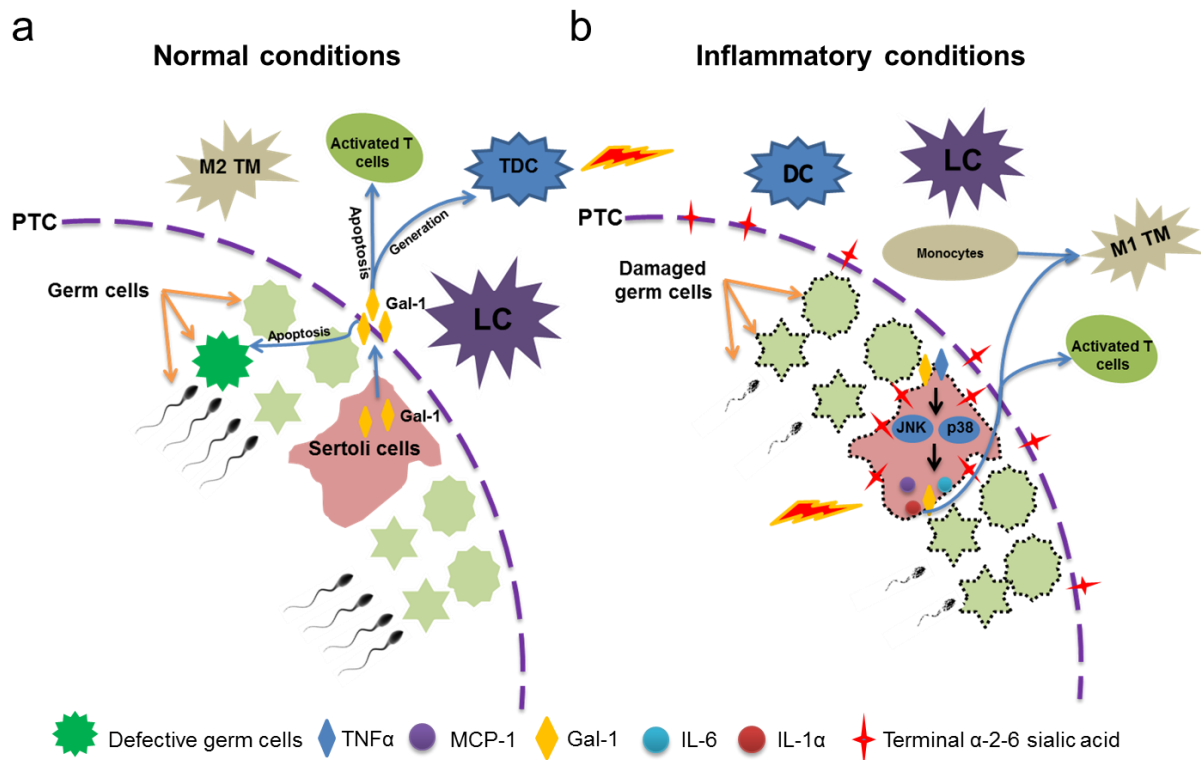 a
Normal conditions
M2 TM
Activated T
cells
TDC
PTC
Apoptosis
Generation
Germ cells
Apoptosis
Gal-1
LC
Gal-1
Sertoli cells
b
Inflammatory conditions
DC
LC
PTC
Monocytes
M1 TM
Damaged
germ cells
Activated T
cells
JNK
p38
Defective germ cells
TNFα
MCP-1
Gal-1
IL-6
IL-1α
Terminal α-2-6 sialic acid